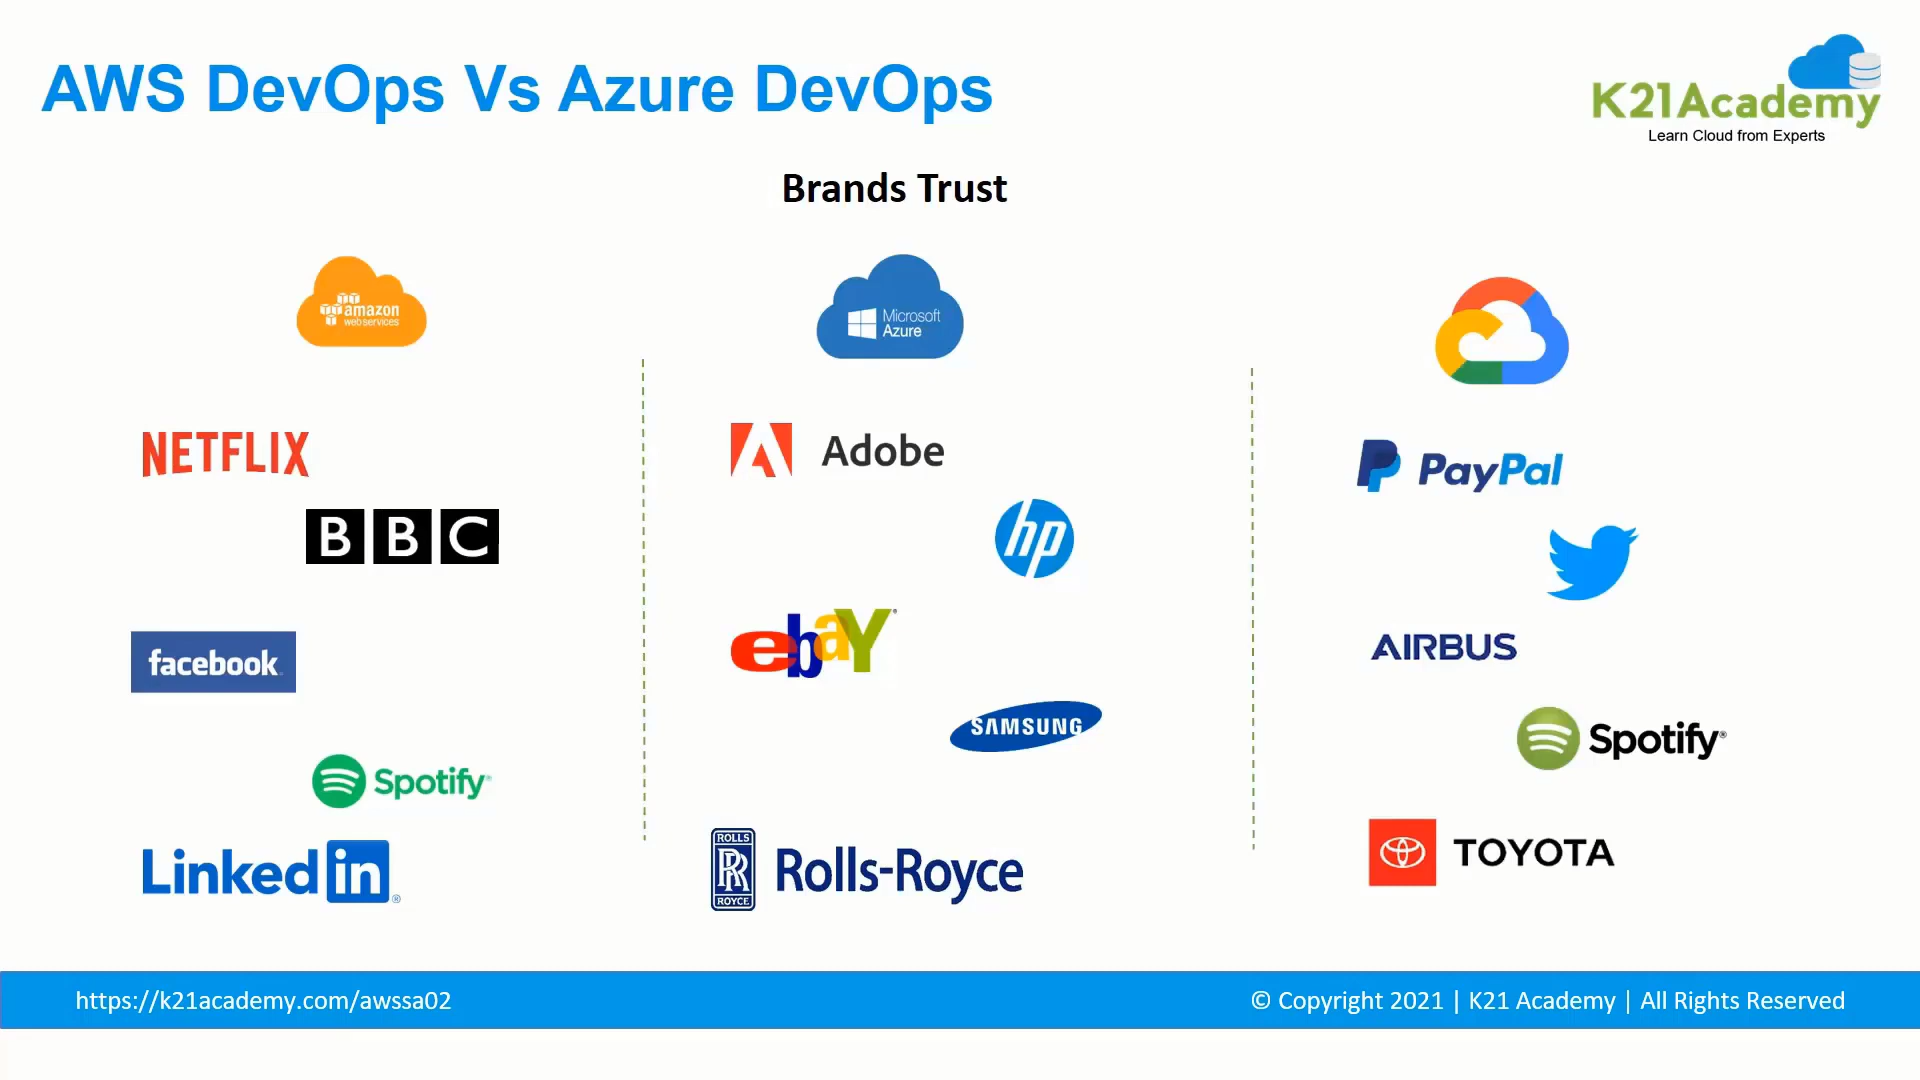 AWS DevOps Vs Azure DevOps
K21Academy
Learn Cloud from Experts
Brands Trust
amazon
webservices
Microsoft
Azure
NETFLIX
BBC
facebook
Spotify®
LinkedIn®
Adobe
hp
ebaY
SAMSUNG
ROLLS
RR
ROYCE
Rolls-Royce
PayPal
AIRBUS
Spotify®
TOYOTA
https://k21academy.com/awssa02
© Copyright 2021 | K21 Academy | All Rights Reserved